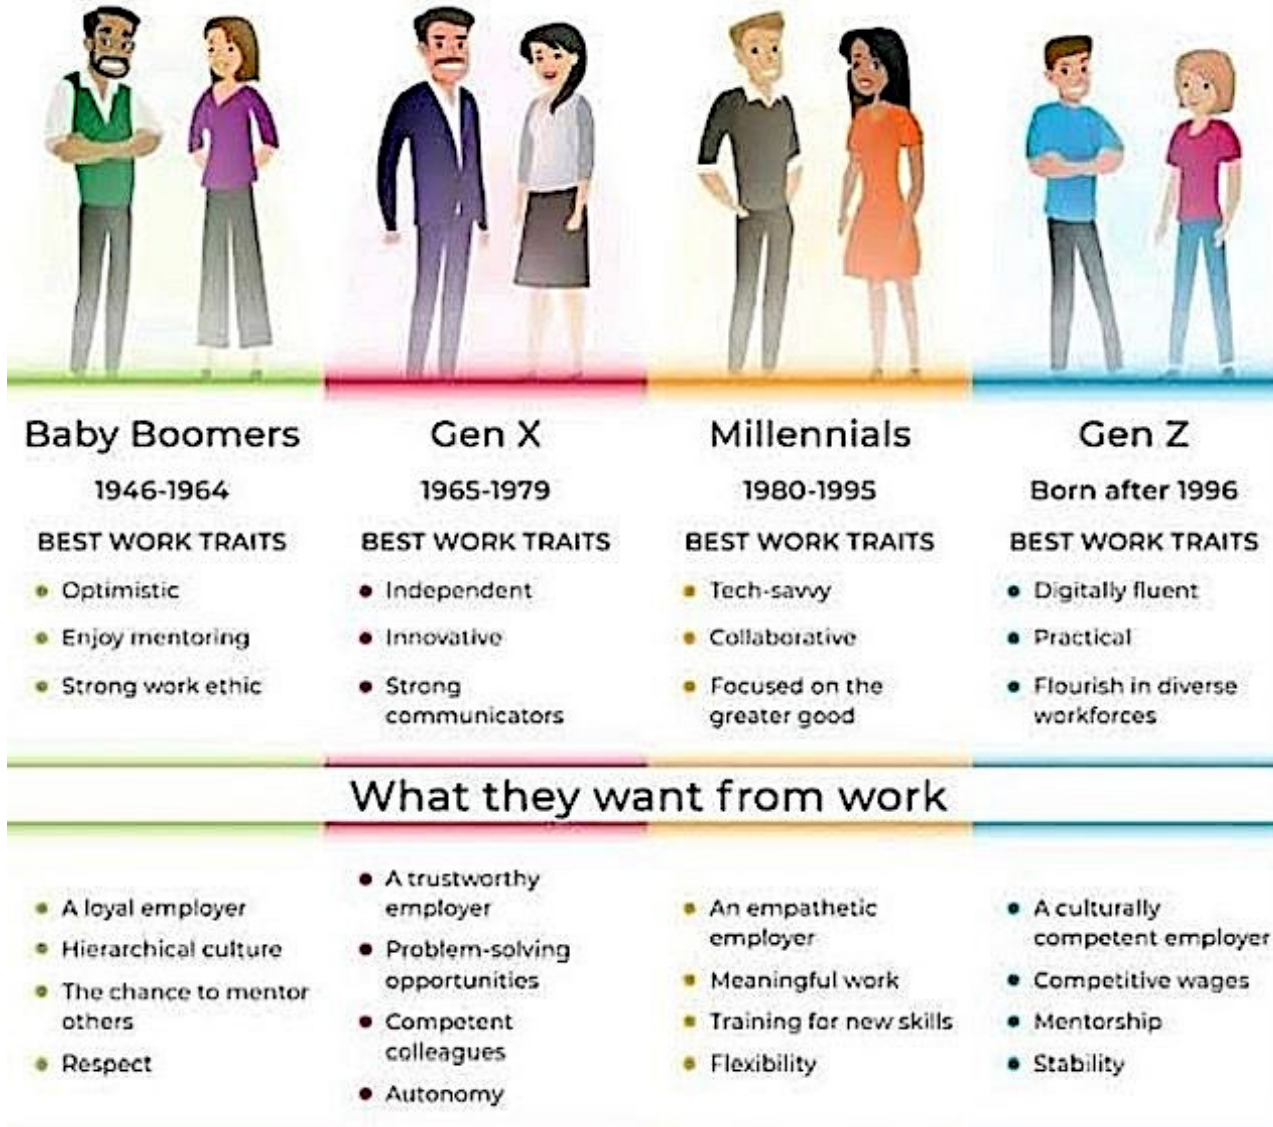 Baby Boomers
1946-1964
BEST WORK TRAITS
Optimistic
Enjoy mentoring
Strong work ethic
Gen X
1965-1979
BEST WORK TRAITS
Independent
Innovative
Strong
communicators
Millennials
1980-1995
BEST WORK TRAITS
Tech-savvy
Collaborative
Focused on the
greater good
Gen Z
Born after 1996
BEST WORK TRAITS
Digitally fluent
Practical
Flourish in diverse
workforces
What they want from work
A loyal employer
Hierarchical culture
The chance to mentor
others
Respect
A trustworthy
employer
Problem-solving
opportunities
Competent
colleagues
Autonomy
An empathetic
employer
Meaningful work
Training for new skills
Flexibility
A culturally
competent employer
Competitive wages
Mentorship
Stability